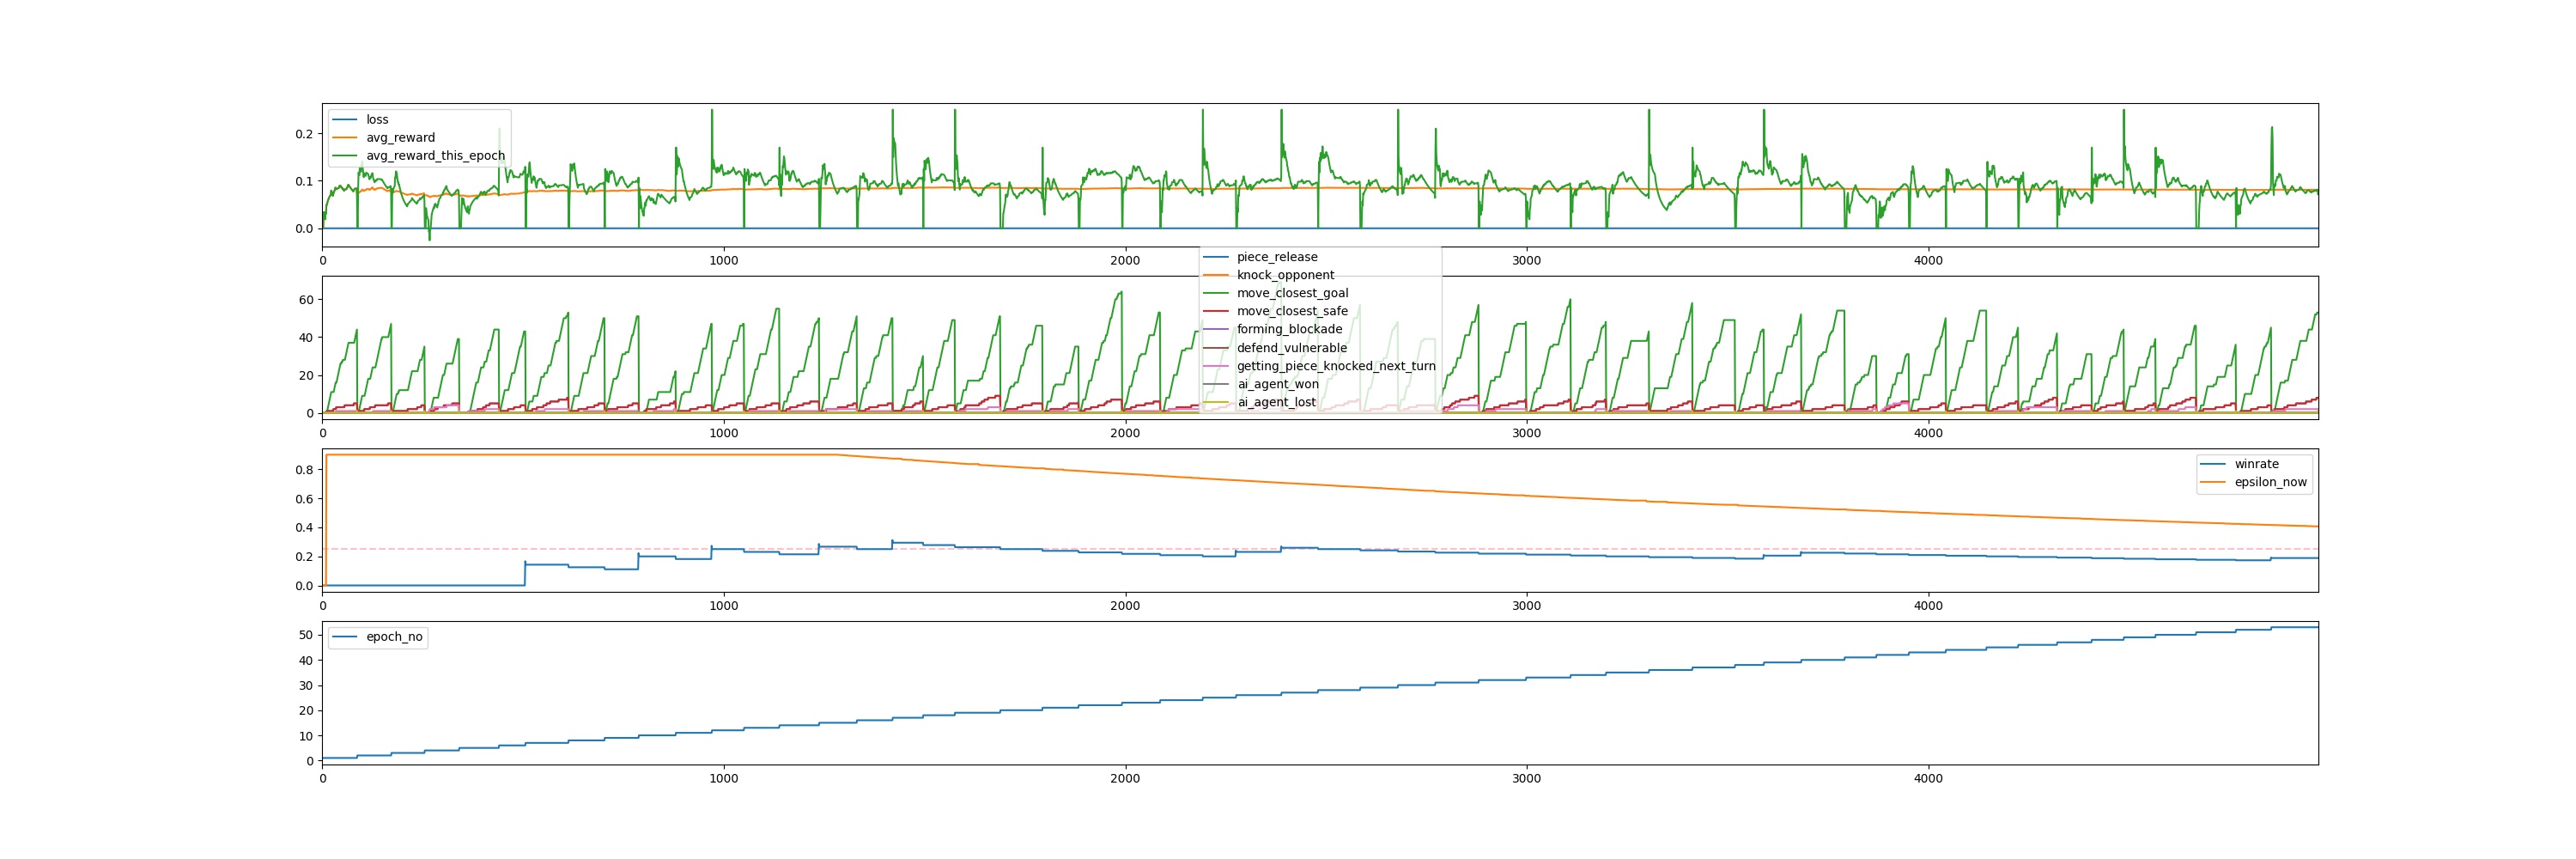 loss
avg_reward
avg_reward_this_epoch
0.2
0.1
0.0
0 1000 2000 3000 4000
piece_release
knock_opponent
move_closest_goal
move_closest_safe
forming_blockade
defend_vulnerable
getting_piece_knocked_next_turn
ai_agent_won
ai_agent_lost
60
40
20
0
0 1000 2000 3000 4000
winrate
epsilon_now
0.8
0.6
0.4
0.2
0.0
0 1000 2000 3000 4000
epoch_no
50
40
30
20
10
0
0 1000 2000 3000 4000